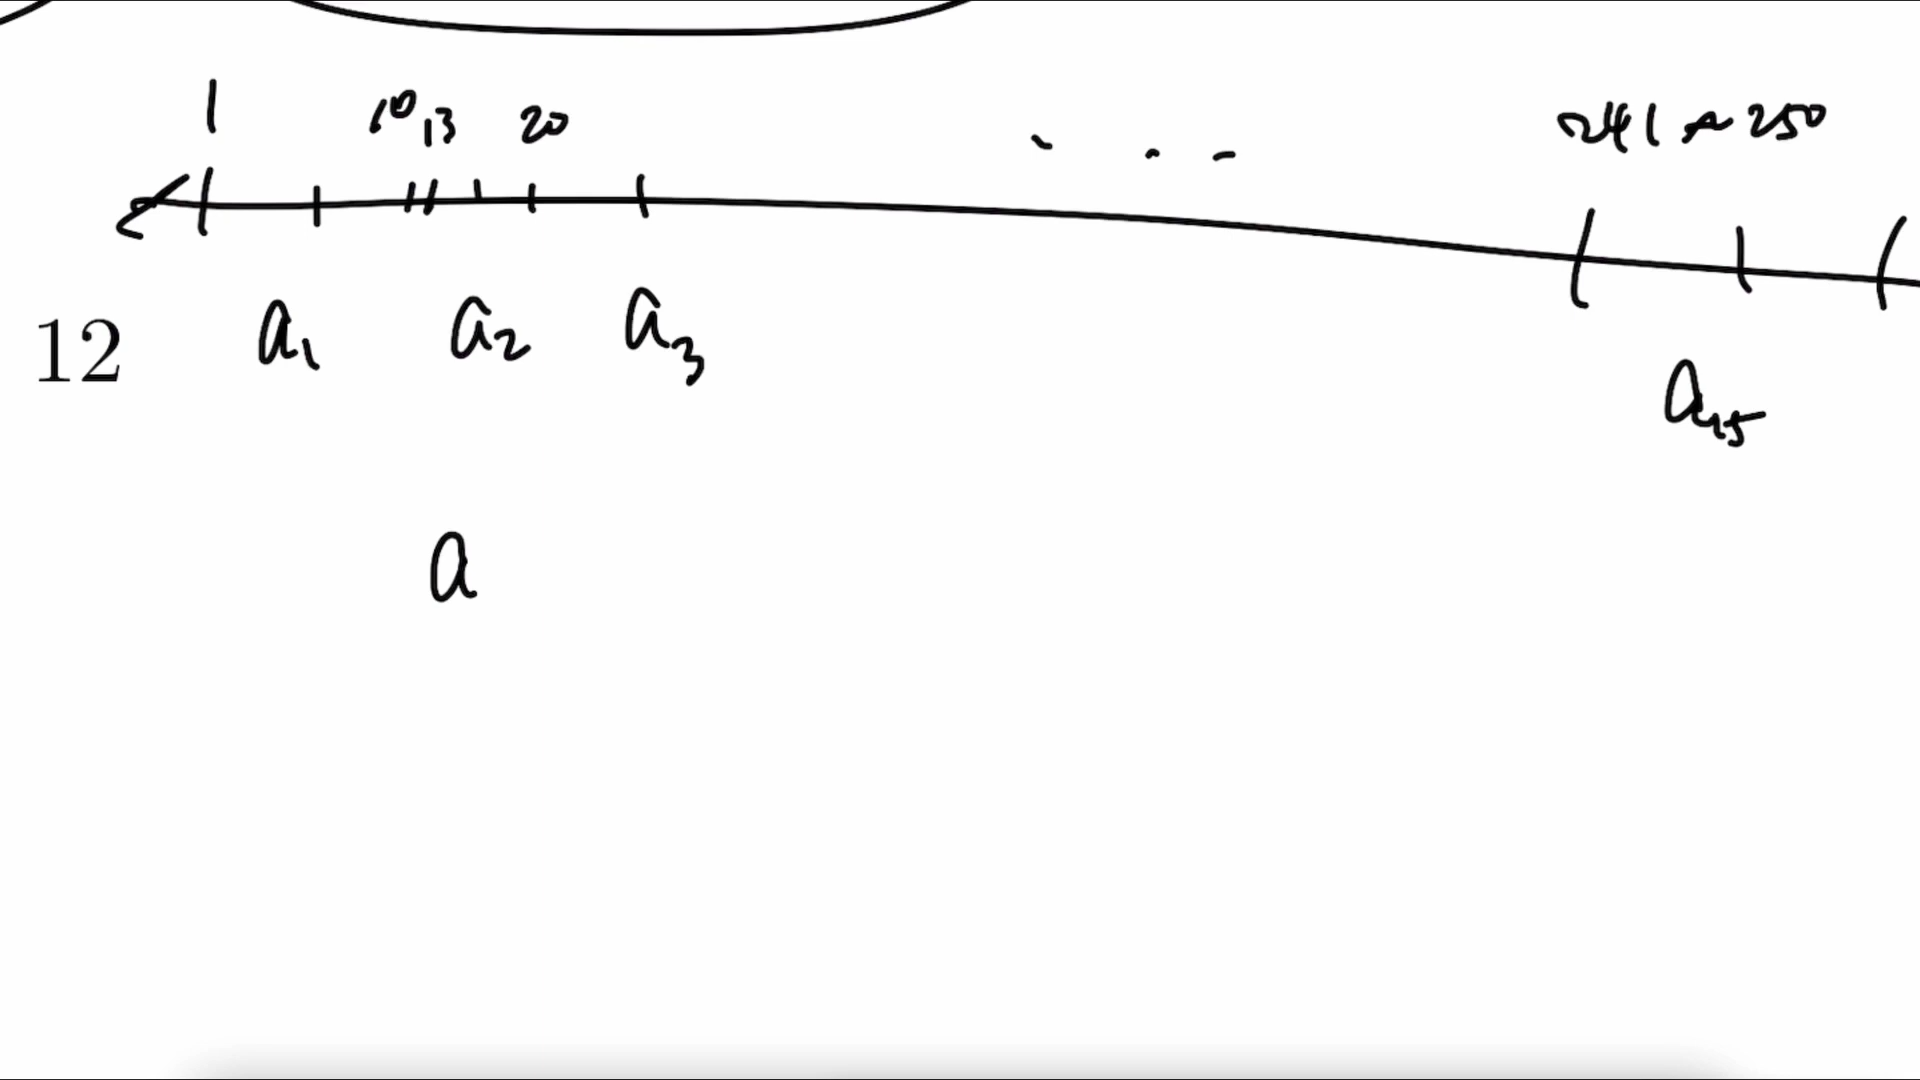 1 10 13 20 . . . 241 ~ 250
12 a₁ a₂ a₃ a₁₅
a